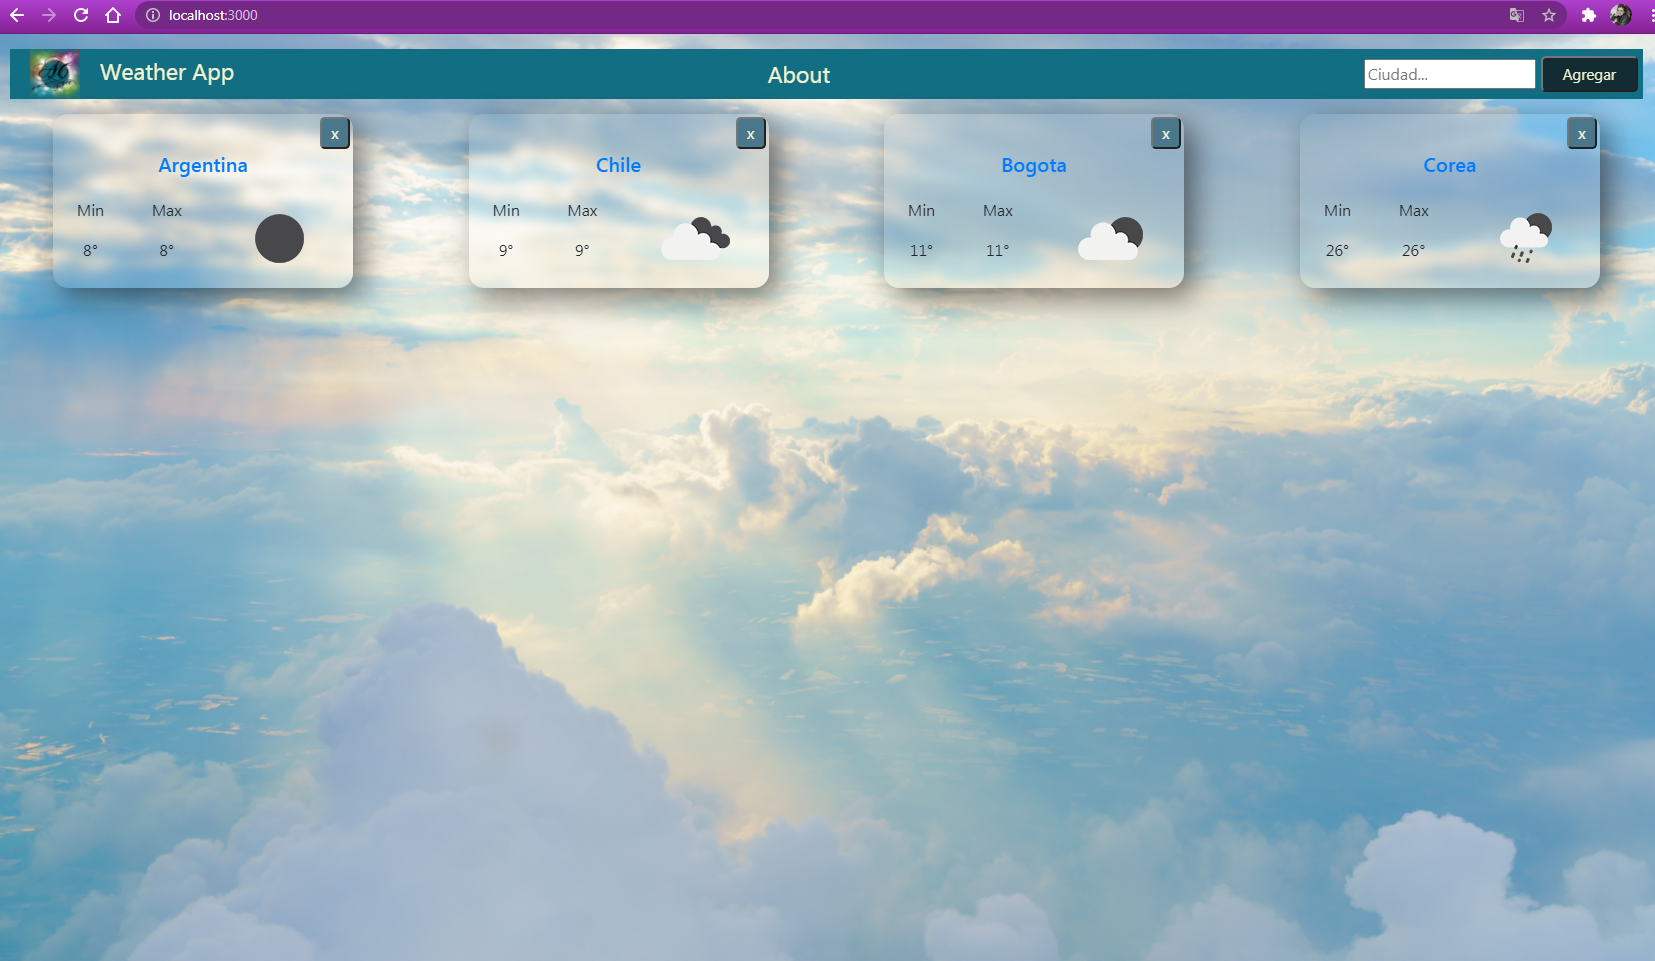 localhost:3000
Weather App
About
Ciudad...
Agregar
x
Argentina
Min Max
8° 8°
x
Chile
Min Max
9° 9°
x
Bogota
Min Max
11° 11°
x
Corea
Min Max
26° 26°